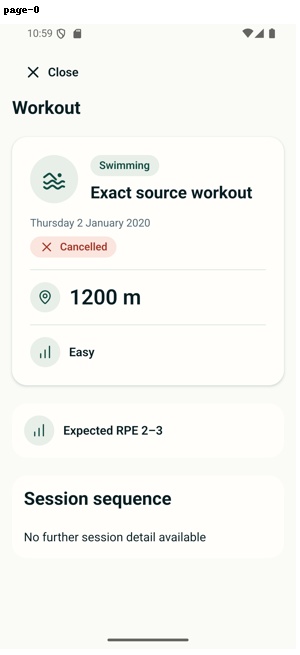 page-0
10:59
Close
Workout
Swimming
Exact source workout
Thursday 2 January 2020
Cancelled
1200 m
Easy
Expected RPE 2–3
Session sequence
No further session detail available